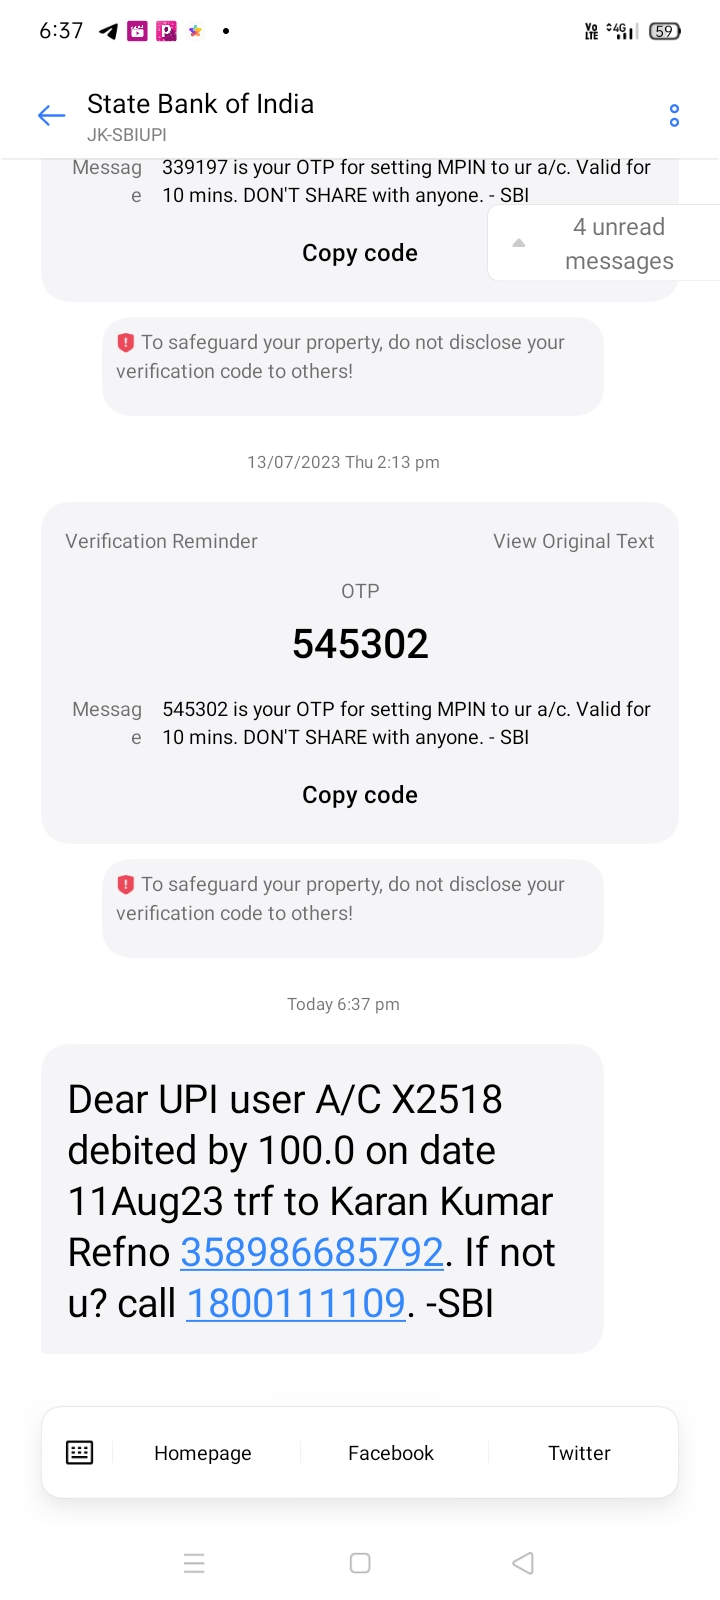 6:37
Vo LTE 4G 59
State Bank of India
JK-SBIUPI
Messag 339197 is your OTP for setting MPIN to ur a/c. Valid for
e 10 mins. DON'T SHARE with anyone. - SBI
4 unread
messages
Copy code
To safeguard your property, do not disclose your
verification code to others!
13/07/2023 Thu 2:13 pm
Verification Reminder View Original Text
OTP
545302
Messag 545302 is your OTP for setting MPIN to ur a/c. Valid for
e 10 mins. DON'T SHARE with anyone. - SBI
Copy code
To safeguard your property, do not disclose your
verification code to others!
Today 6:37 pm
Dear UPI user A/C X2518
debited by 100.0 on date
11Aug23 trf to Karan Kumar
Refno 358986685792. If not
u? call 1800111109. -SBI
Homepage Facebook Twitter